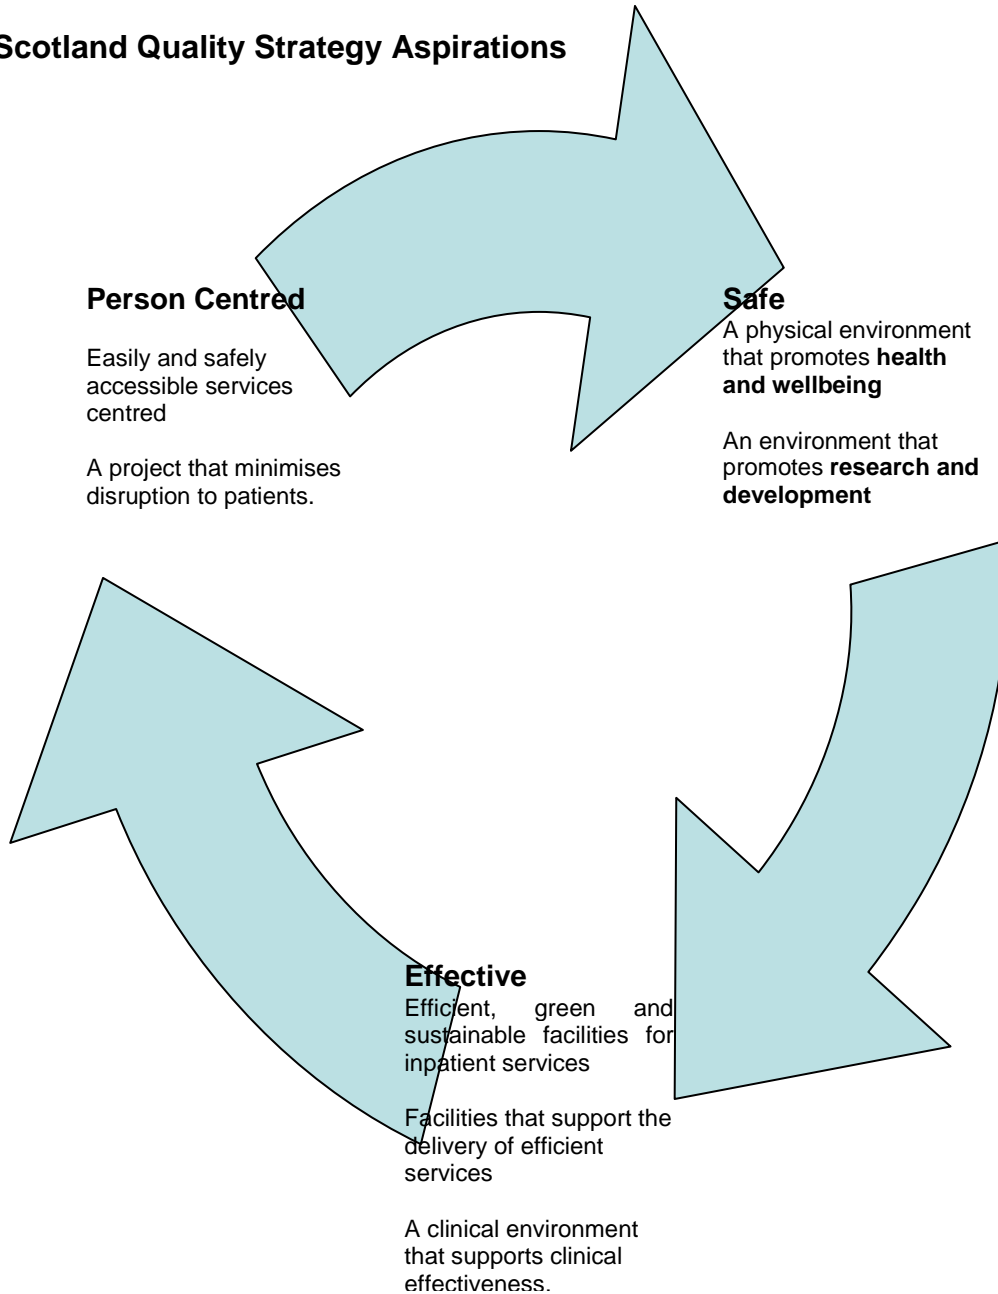 Scotland Quality Strategy Aspirations
Person Centred
Easily and safely
accessible services
centred
A project that minimises
disruption to patients.
Safe
A physical environment
that promotes health
and wellbeing
An environment that
promotes research and
development
Effective
Efficient, green and
sustainable facilities for
inpatient services
Facilities that support the
delivery of efficient
services
A clinical environment
that supports clinical
effectiveness.